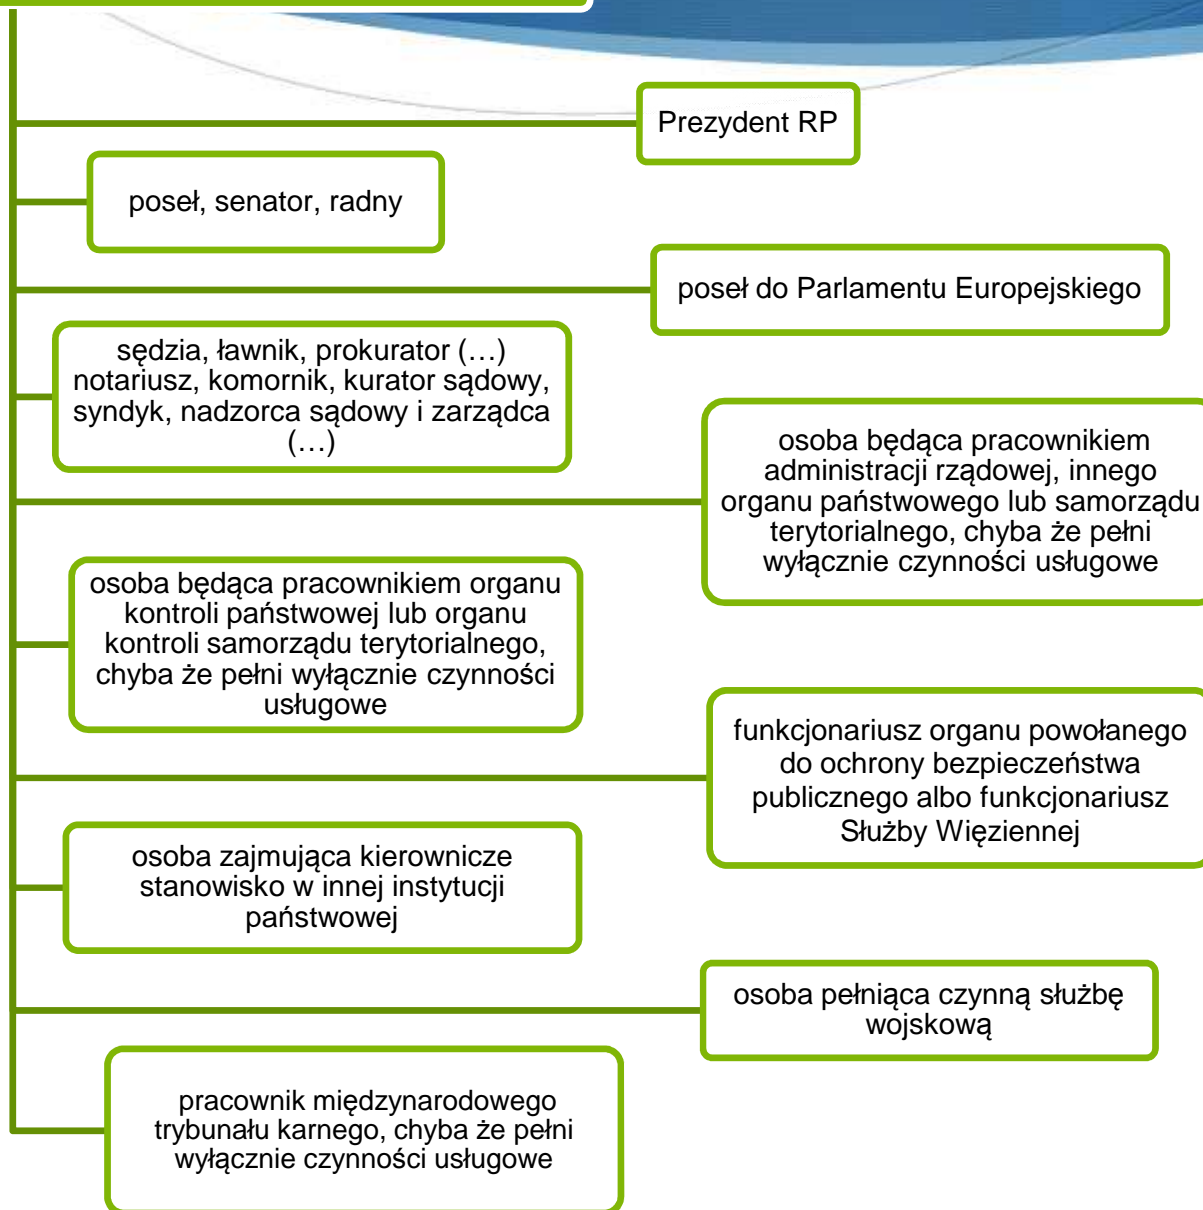 Prezydent RP
poseł, senator, radny
poseł do Parlamentu Europejskiego
sędzia, ławnik, prokurator (…)
notariusz, komornik, kurator sądowy,
syndyk, nadzorca sądowy i zarządca
(…)
osoba będąca pracownikiem
administracji rządowej, innego
organu państwowego lub samorządu
terytorialnego, chyba że pełni
wyłącznie czynności usługowe
osoba będąca pracownikiem organu
kontroli państwowej lub organu
kontroli samorządu terytorialnego,
chyba że pełni wyłącznie czynności
usługowe
funkcjonariusz organu powołanego
do ochrony bezpieczeństwa
publicznego albo funkcjonariusz
Służby Więziennej
osoba zajmująca kierownicze
stanowisko w innej instytucji
państwowej
osoba pełniąca czynną służbę
wojskową
pracownik międzynarodowego
trybunału karnego, chyba że pełni
wyłącznie czynności usługowe